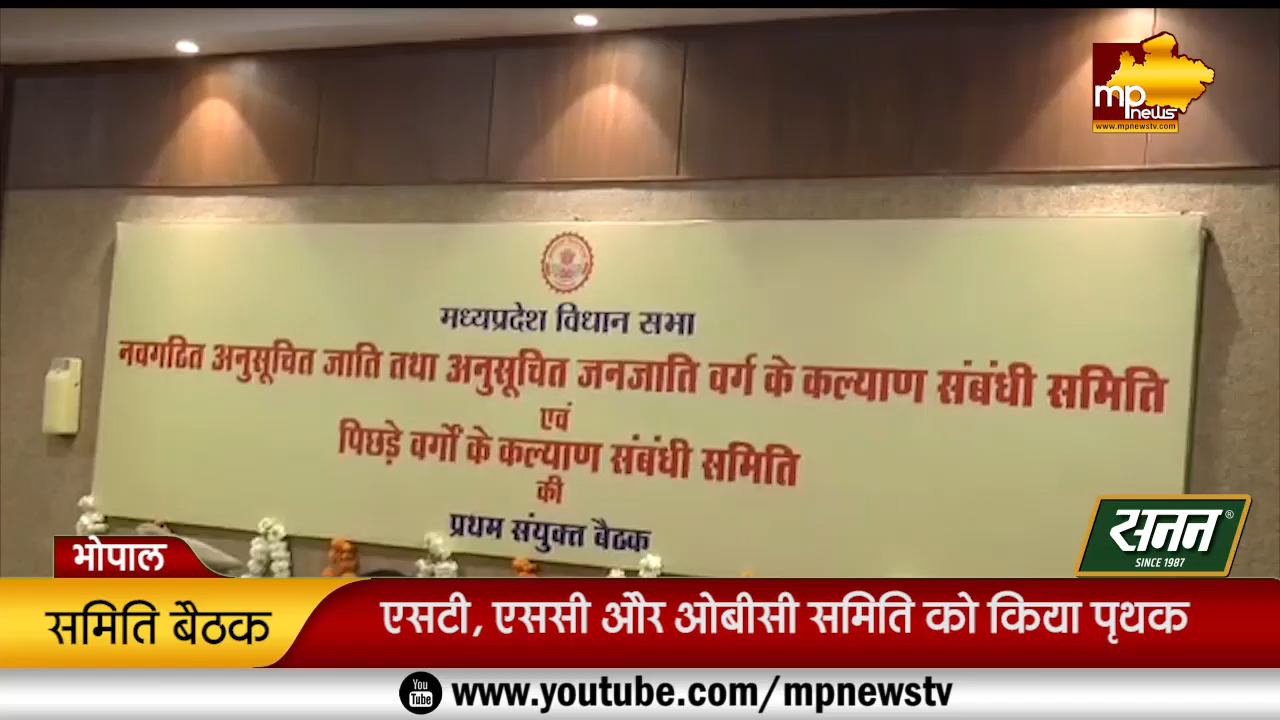 mp
news
www.mpnewstv.com
मध्यप्रदेश विधान सभा
नवगठित अनुसूचित जाति तथा अनुसूचित जनजाति वर्ग के कल्याण संबंधी समिति
एवं
पिछड़े वर्गों के कल्याण संबंधी समिति
की
प्रथम संयुक्त बैठक
सनन®
SINCE 1987
भोपाल
समिति बैठक
एसटी, एससी और ओबीसी समिति को किया पृथक
You
Tube
www.youtube.com/mpnewstv